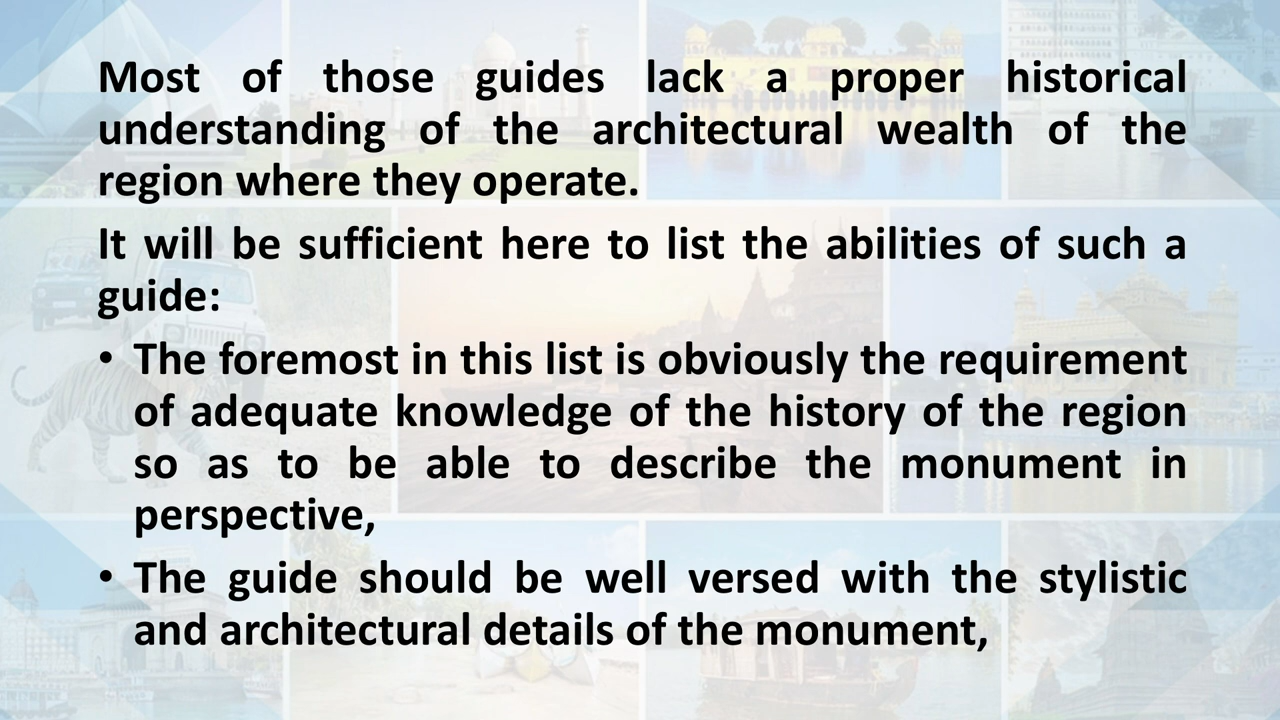 Most of those guides lack a proper historical
understanding of the architectural wealth of the
region where they operate.
It will be sufficient here to list the abilities of such a
guide:
• The foremost in this list is obviously the requirement
of adequate knowledge of the history of the region
so as to be able to describe the monument in
perspective,
• The guide should be well versed with the stylistic
and architectural details of the monument,